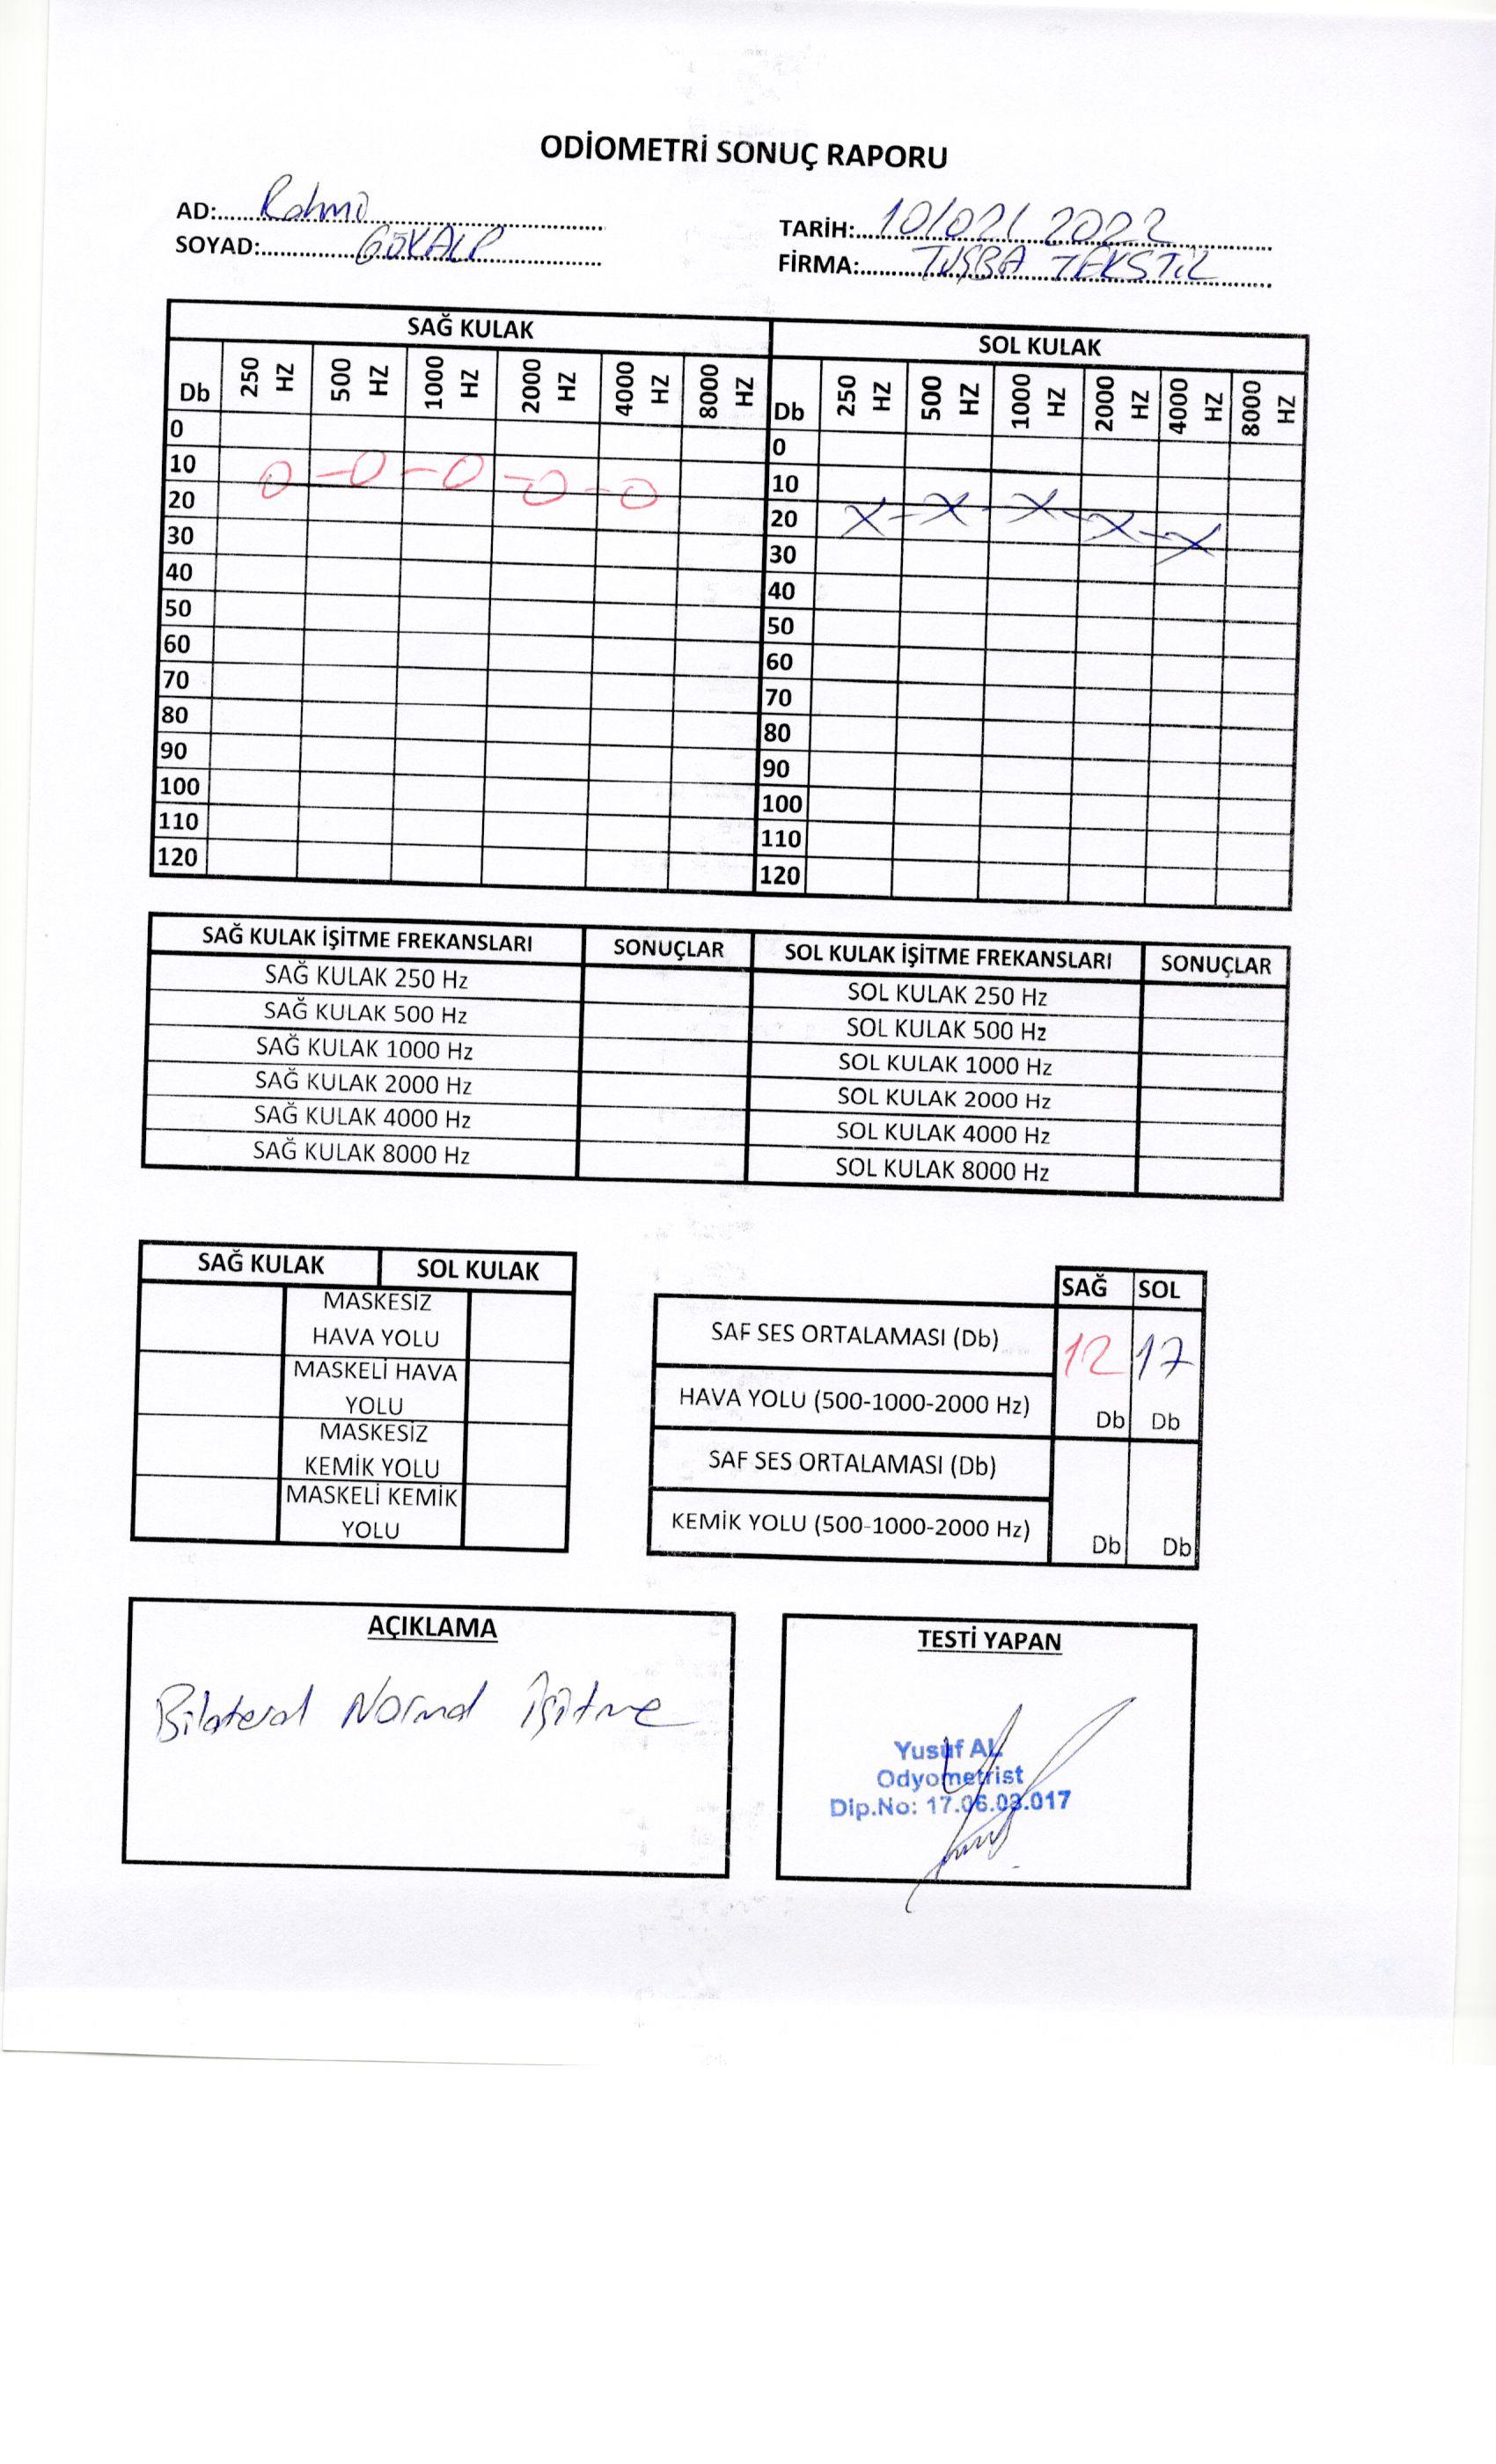 ODİOMETRİ SONUÇ RAPORU
AD: Rahmi
SOYAD: GÖKALP
TARİH: 10/02/2022
FİRMA: TUŞBA TEKSTİL
SAĞ KULAK SOL KULAK
Db 250 HZ 500 HZ 1000 HZ 2000 HZ 4000 HZ 8000 HZ Db 250 HZ 500 HZ 1000 HZ 2000 HZ 4000 HZ 8000 HZ
0 0
10 10
20 20
30 30
40 40
50 50
60 60
70 70
80 80
90 90
100 100
110 110
120 120
SAĞ KULAK İŞİTME FREKANSLARI SONUÇLAR SOL KULAK İŞİTME FREKANSLARI SONUÇLAR
SAĞ KULAK 250 Hz SOL KULAK 250 Hz
SAĞ KULAK 500 Hz SOL KULAK 500 Hz
SAĞ KULAK 1000 Hz SOL KULAK 1000 Hz
SAĞ KULAK 2000 Hz SOL KULAK 2000 Hz
SAĞ KULAK 4000 Hz SOL KULAK 4000 Hz
SAĞ KULAK 8000 Hz SOL KULAK 8000 Hz
SAĞ KULAK SOL KULAK
MASKESİZ
HAVA YOLU
MASKELİ HAVA
YOLU
MASKESİZ
KEMİK YOLU
MASKELİ KEMİK
YOLU
SAĞ SOL
SAF SES ORTALAMASI (Db) 12 17
HAVA YOLU (500-1000-2000 Hz) Db Db
SAF SES ORTALAMASI (Db)
KEMİK YOLU (500-1000-2000 Hz) Db Db
AÇIKLAMA
Bilateral Normal İşitme
TESTİ YAPAN
Yusuf AL
Odyometrist
Dip.No: 17.06.03.017